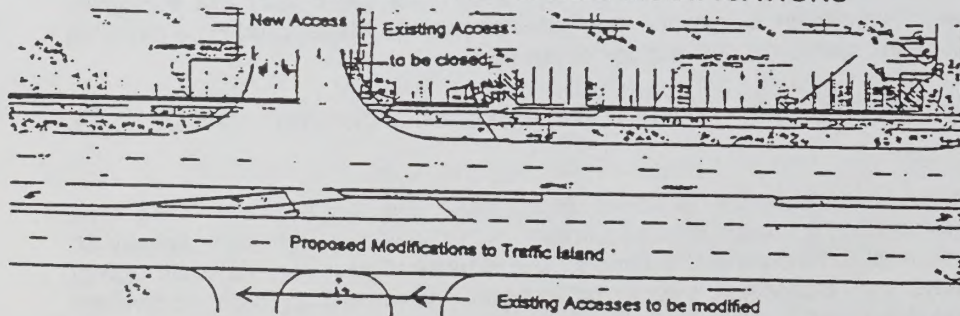 New Access
Existing Access
to be closed
Proposed Modifications to Traffic Island
Existing Accesses to be modified